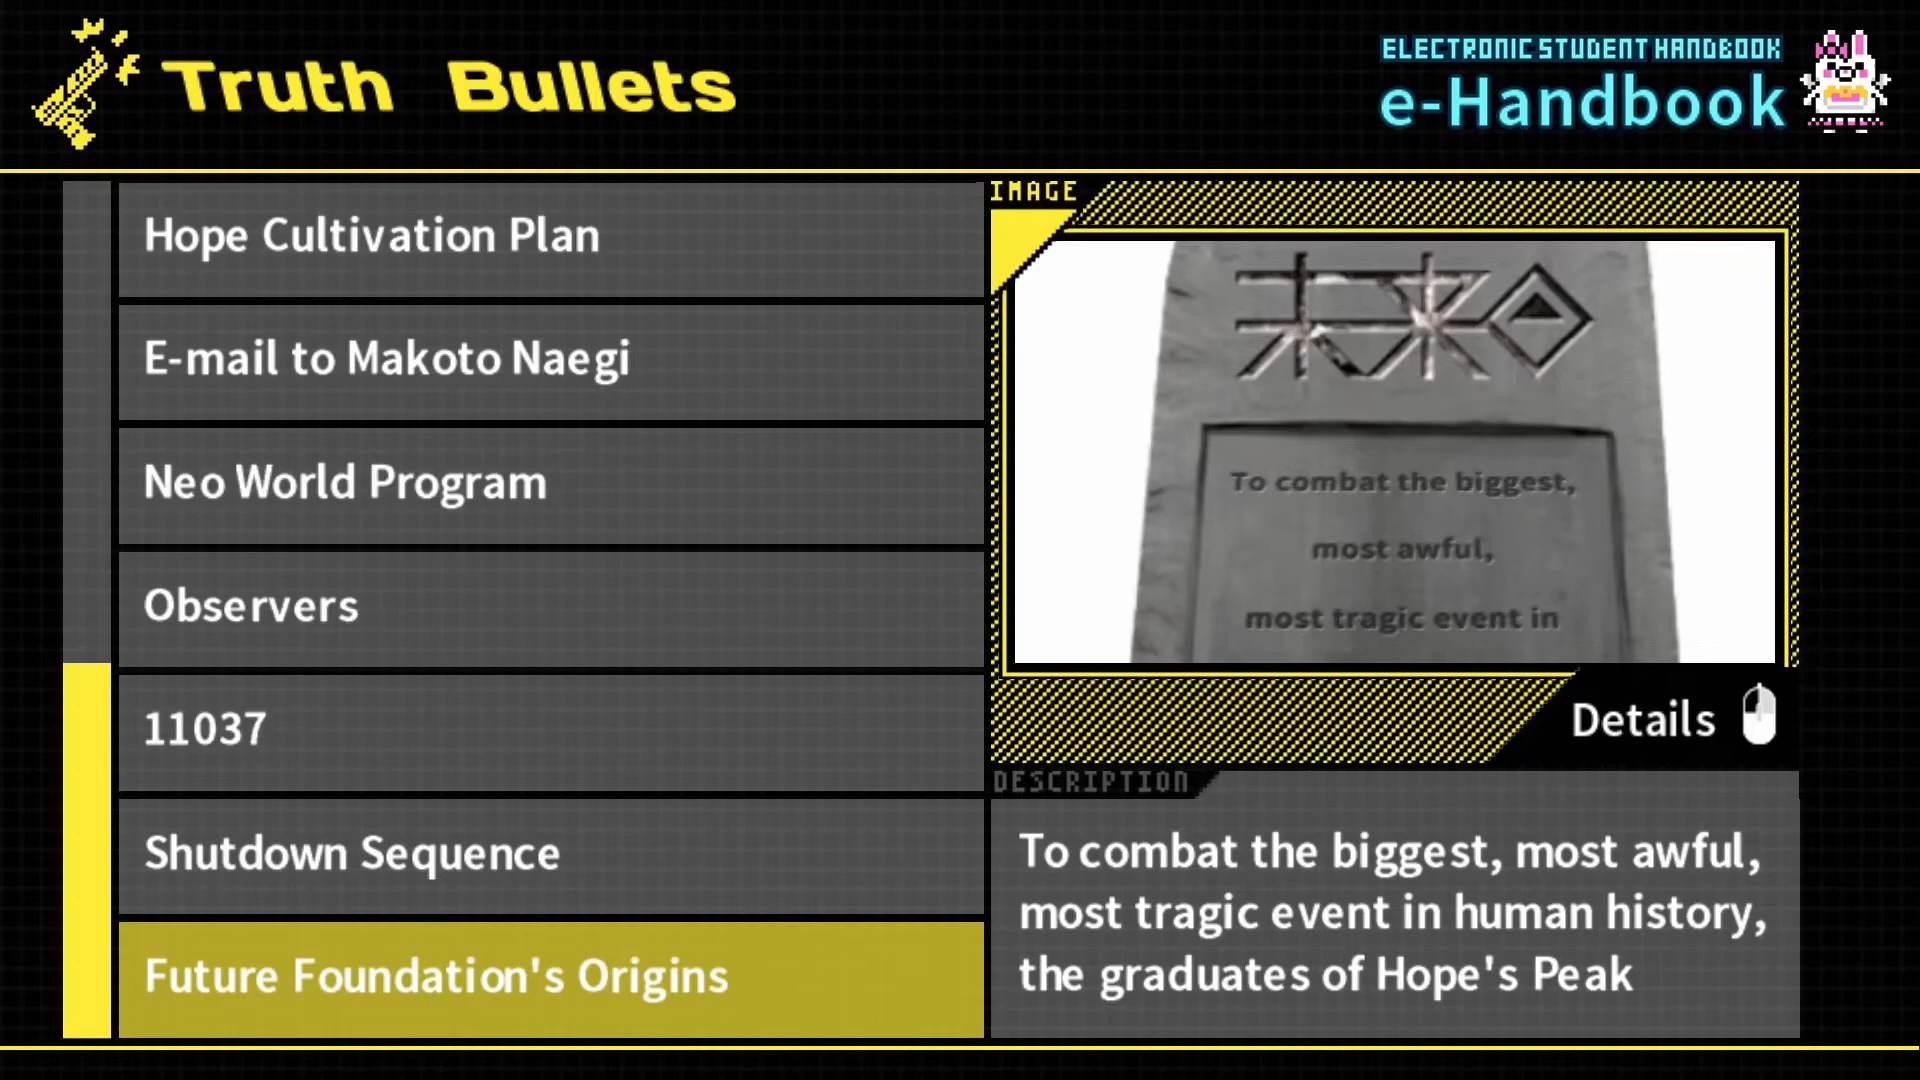 Truth Bullets
ELECTRONIC STUDENT HANDBOOK
e-Handbook
Hope Cultivation Plan
E-mail to Makoto Naegi
Neo World Program
Observers
11037
Shutdown Sequence
Future Foundation's Origins
IMAGE
未来
To combat the biggest,
most awful,
most tragic event in
Details
DESCRIPTION
To combat the biggest, most awful,
most tragic event in human history,
the graduates of Hope's Peak